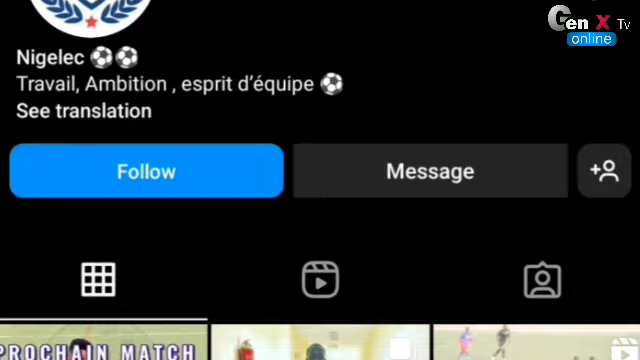 Gen X Tv
online
Nigelec ⚽⚽
Travail, Ambition , esprit d’équipe ⚽
See translation
Follow
Message
PROCHAIN MATCH